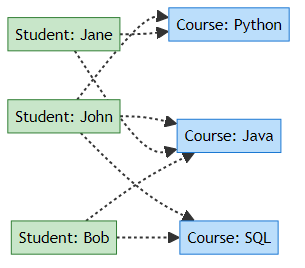 Student: Jane
Course: Python
Student: John
Course: Java
Student: Bob
Course: SQL